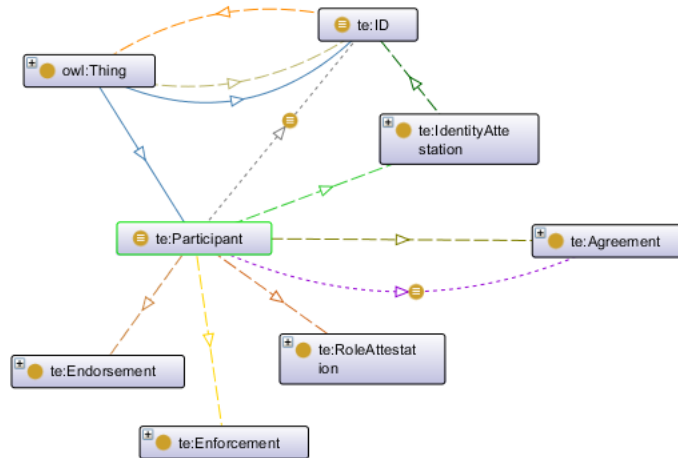 te:ID
owl:Thing
te:IdentityAtte
station
te:Participant
te:Agreement
te:RoleAttestat
ion
te:Endorsement
te:Enforcement